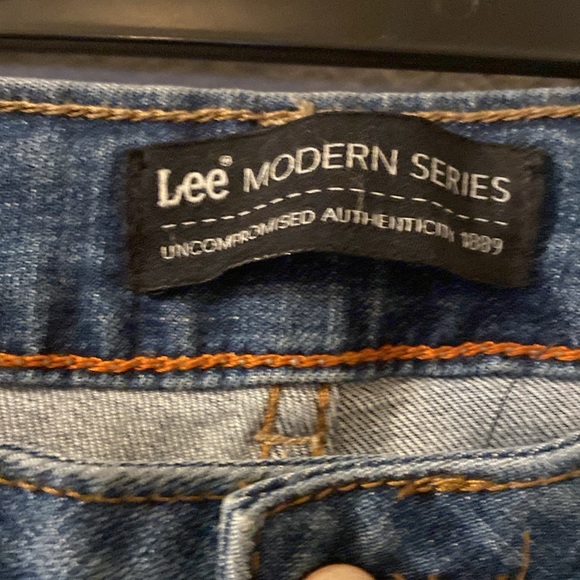 Lee® MODERN SERIES
UNCOMPROMISED AUTHENTICITY 1889